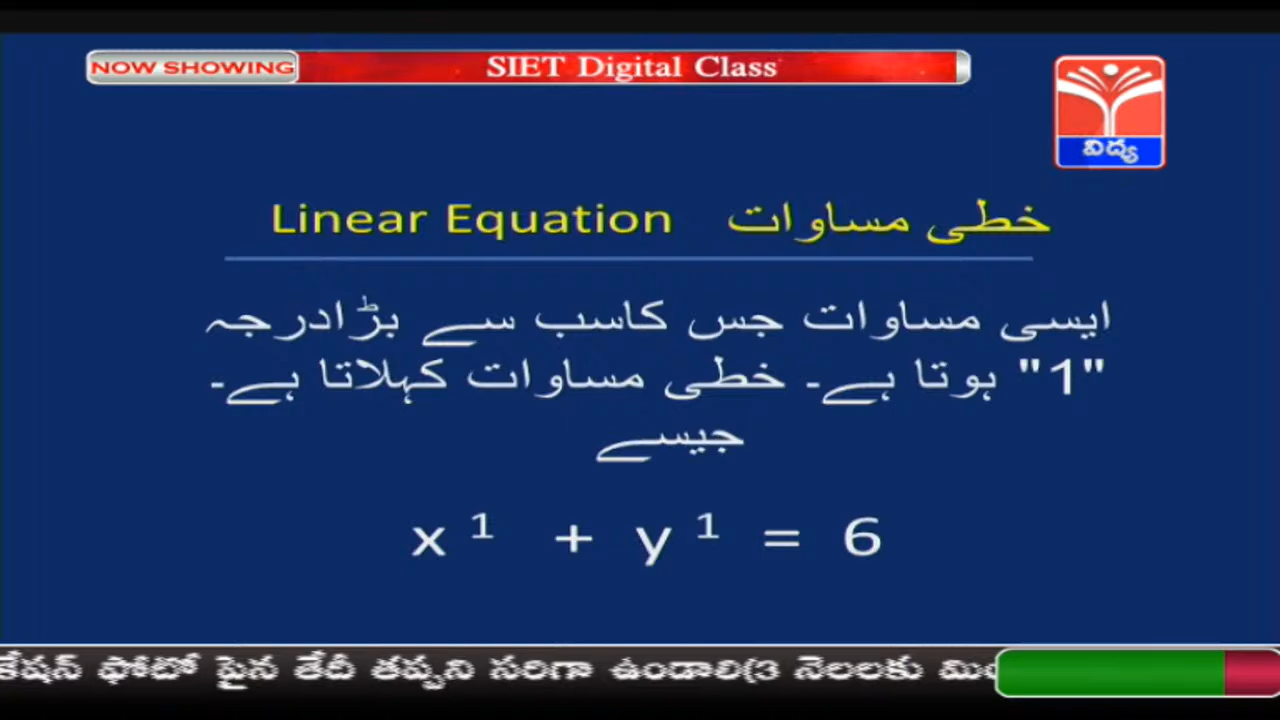 NOW SHOWING SIET Digital Class
విద్య
Linear Equation خطی مساوات
ایسی مساوات جس کاسب سے بڑادرجہ
"1" ہوتا ہے۔ خطی مساوات کہلاتا ہے۔
جیسے
x ¹ + y ¹ = 6
కేషన్ ఫోటో పైన తేదీ తప్పని సరిగా ఉండాలి(3 నెలలకు